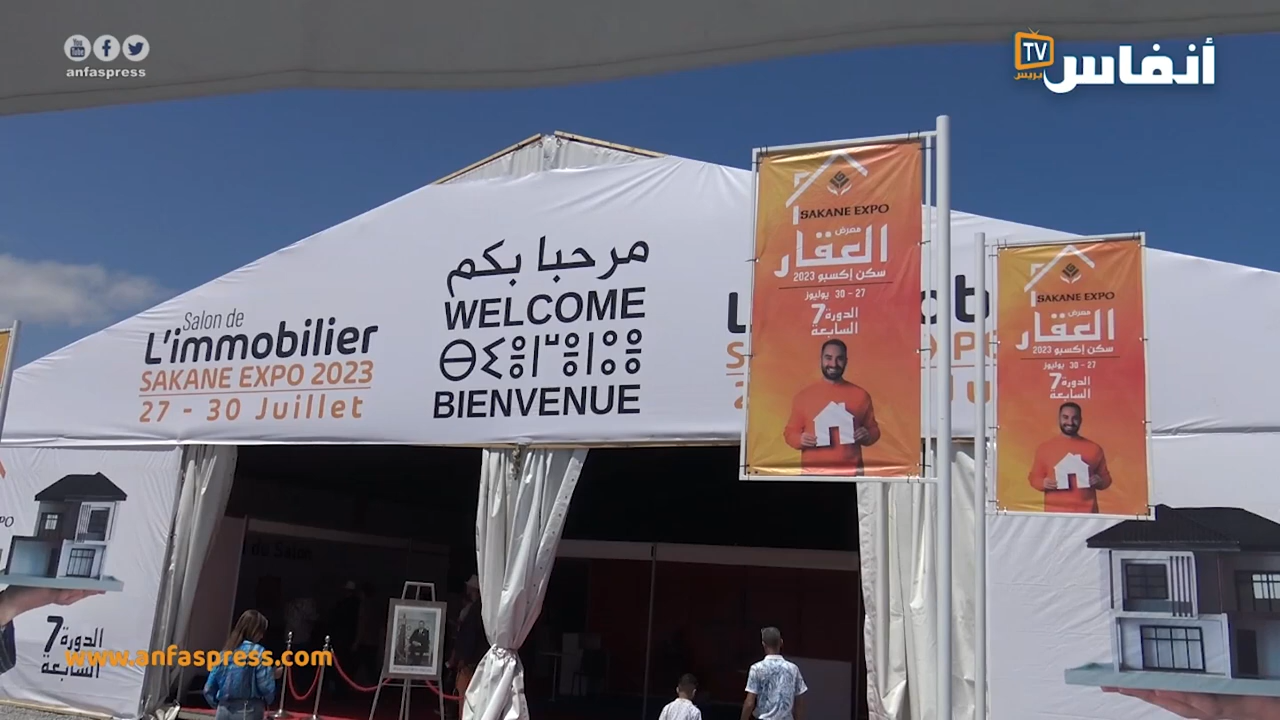 anfaspress
أنفاس
TV
بريس
Salon de
L'immobilier
SAKANE EXPO 2023
27 - 30 Juillet
مرحبا بكم
WELCOME
ⴱⵕⵕⴽ
BIENVENUE
SAKANE EXPO
معرض
العقار
سكن إكسبو 2023
27 - 30 يوليوز
الدورة 7
السابعة
SAKANE EXPO
معرض
العقار
سكن إكسبو 2023
27 - 30 يوليوز
الدورة 7
السابعة
الدورة 7
السابعة
www.anfaspress.com